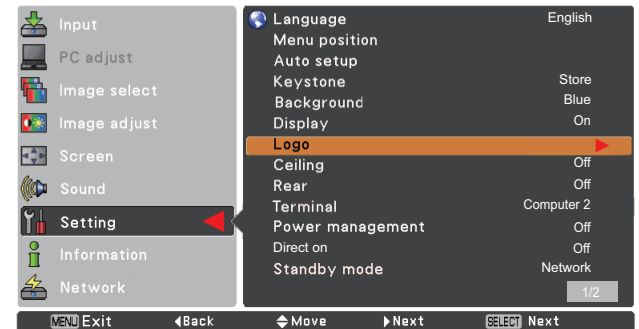 Input
PC adjust
Image select
Image adjust
Screen
Sound
Setting
Information
Network
Language English
Menu position
Auto setup
Keystone Store
Background Blue
Display On
Logo
Ceiling Off
Rear Off
Terminal Computer 2
Power management Off
Direct on Off
Standby mode Network
1/2
MENU Exit Back Move Next SELECT Next